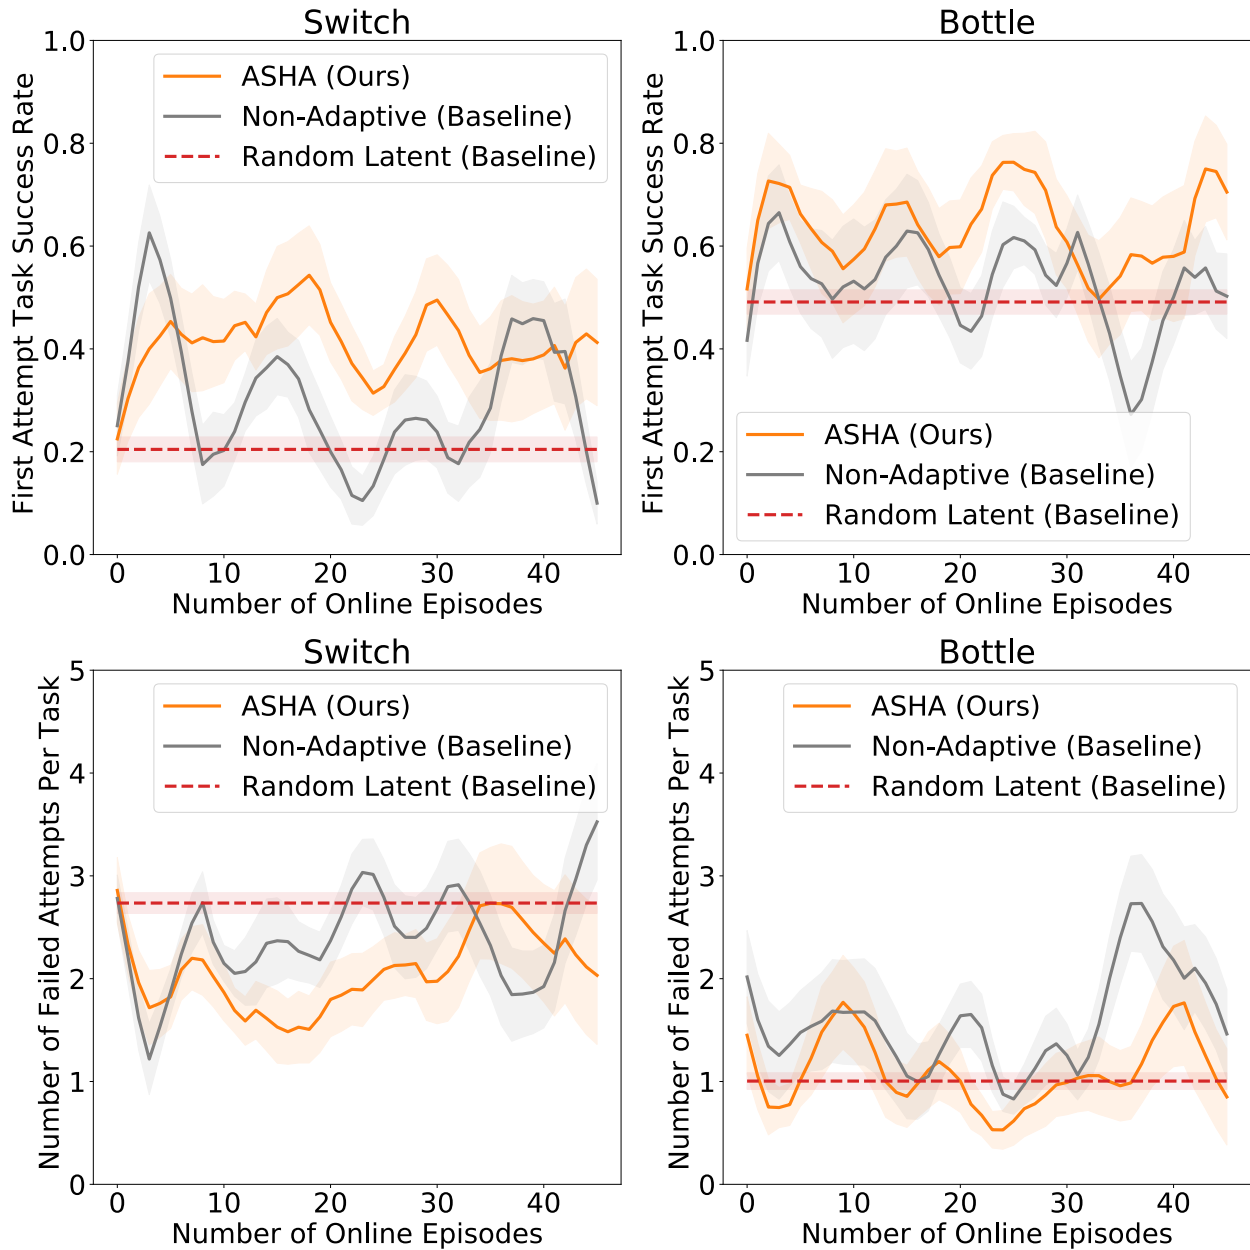 Switch
First Attempt Task Success Rate
1.0
0.8
0.6
0.4
0.2
0.0
ASHA (Ours)
Non-Adaptive (Baseline)
Random Latent (Baseline)
0 10 20 30 40
Number of Online Episodes
Bottle
First Attempt Task Success Rate
1.0
0.8
0.6
0.4
0.2
0.0
ASHA (Ours)
Non-Adaptive (Baseline)
Random Latent (Baseline)
0 10 20 30 40
Number of Online Episodes
Switch
Number of Failed Attempts Per Task
5
4
3
2
1
0
ASHA (Ours)
Non-Adaptive (Baseline)
Random Latent (Baseline)
0 10 20 30 40
Number of Online Episodes
Bottle
Number of Failed Attempts Per Task
5
4
3
2
1
0
ASHA (Ours)
Non-Adaptive (Baseline)
Random Latent (Baseline)
0 10 20 30 40
Number of Online Episodes